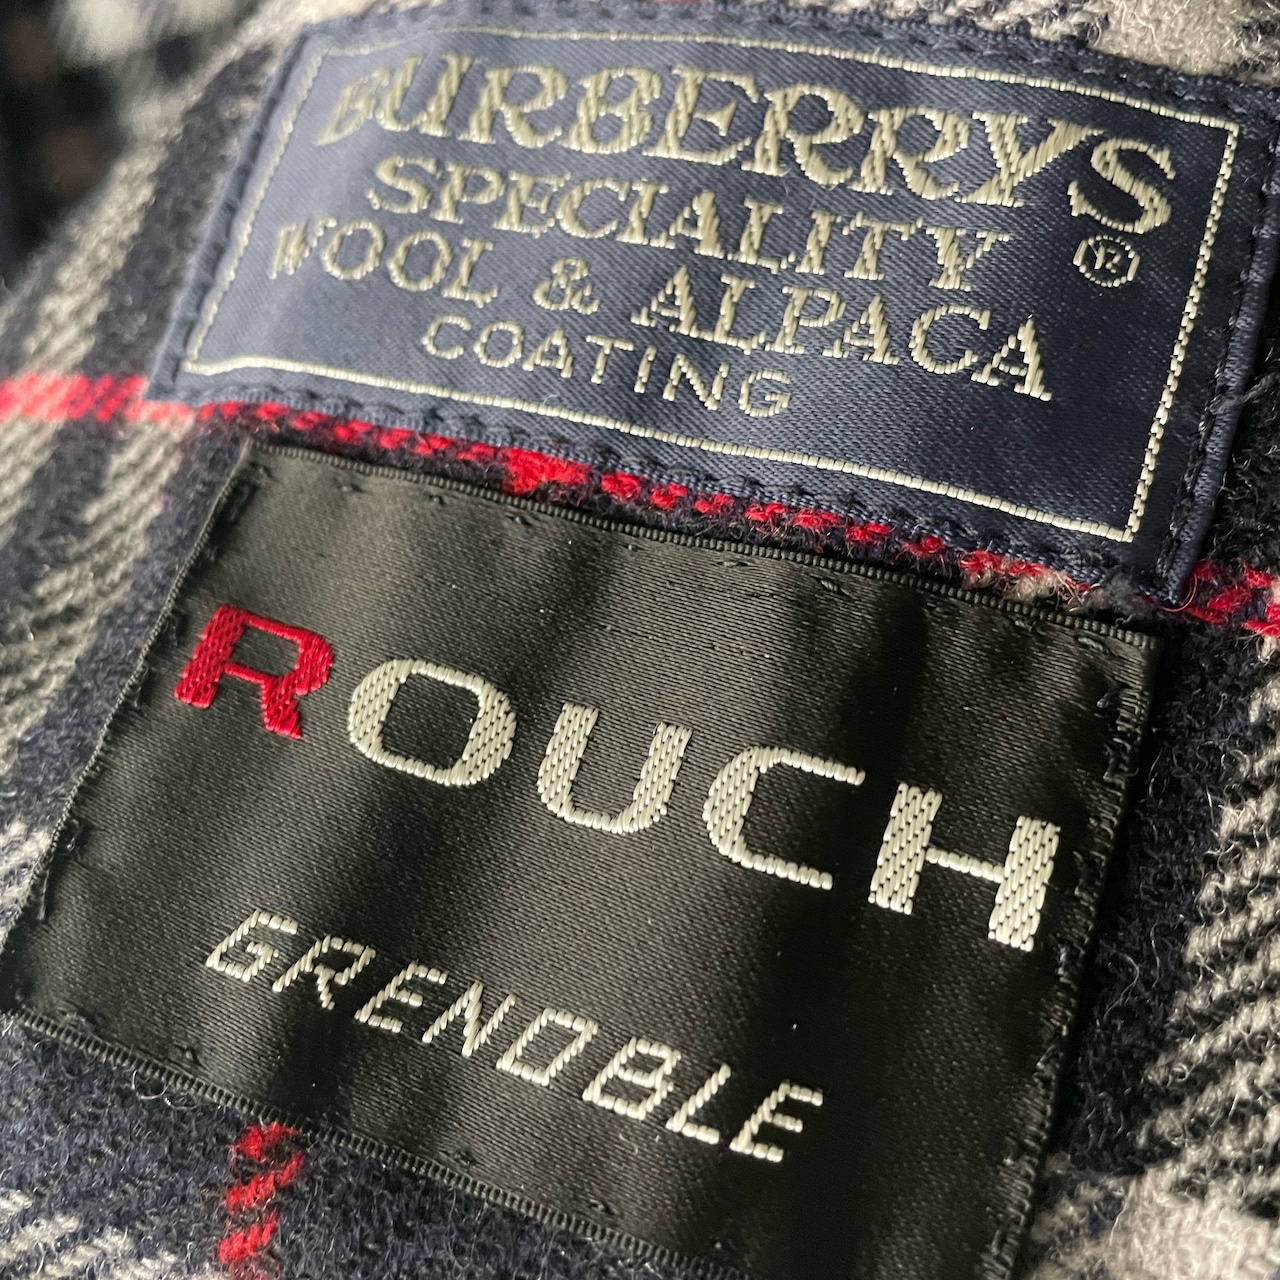 BURBERRYS
SPECIALITY ®
WOOL & ALPACA
COATING
ROUCH
GRENOBLE